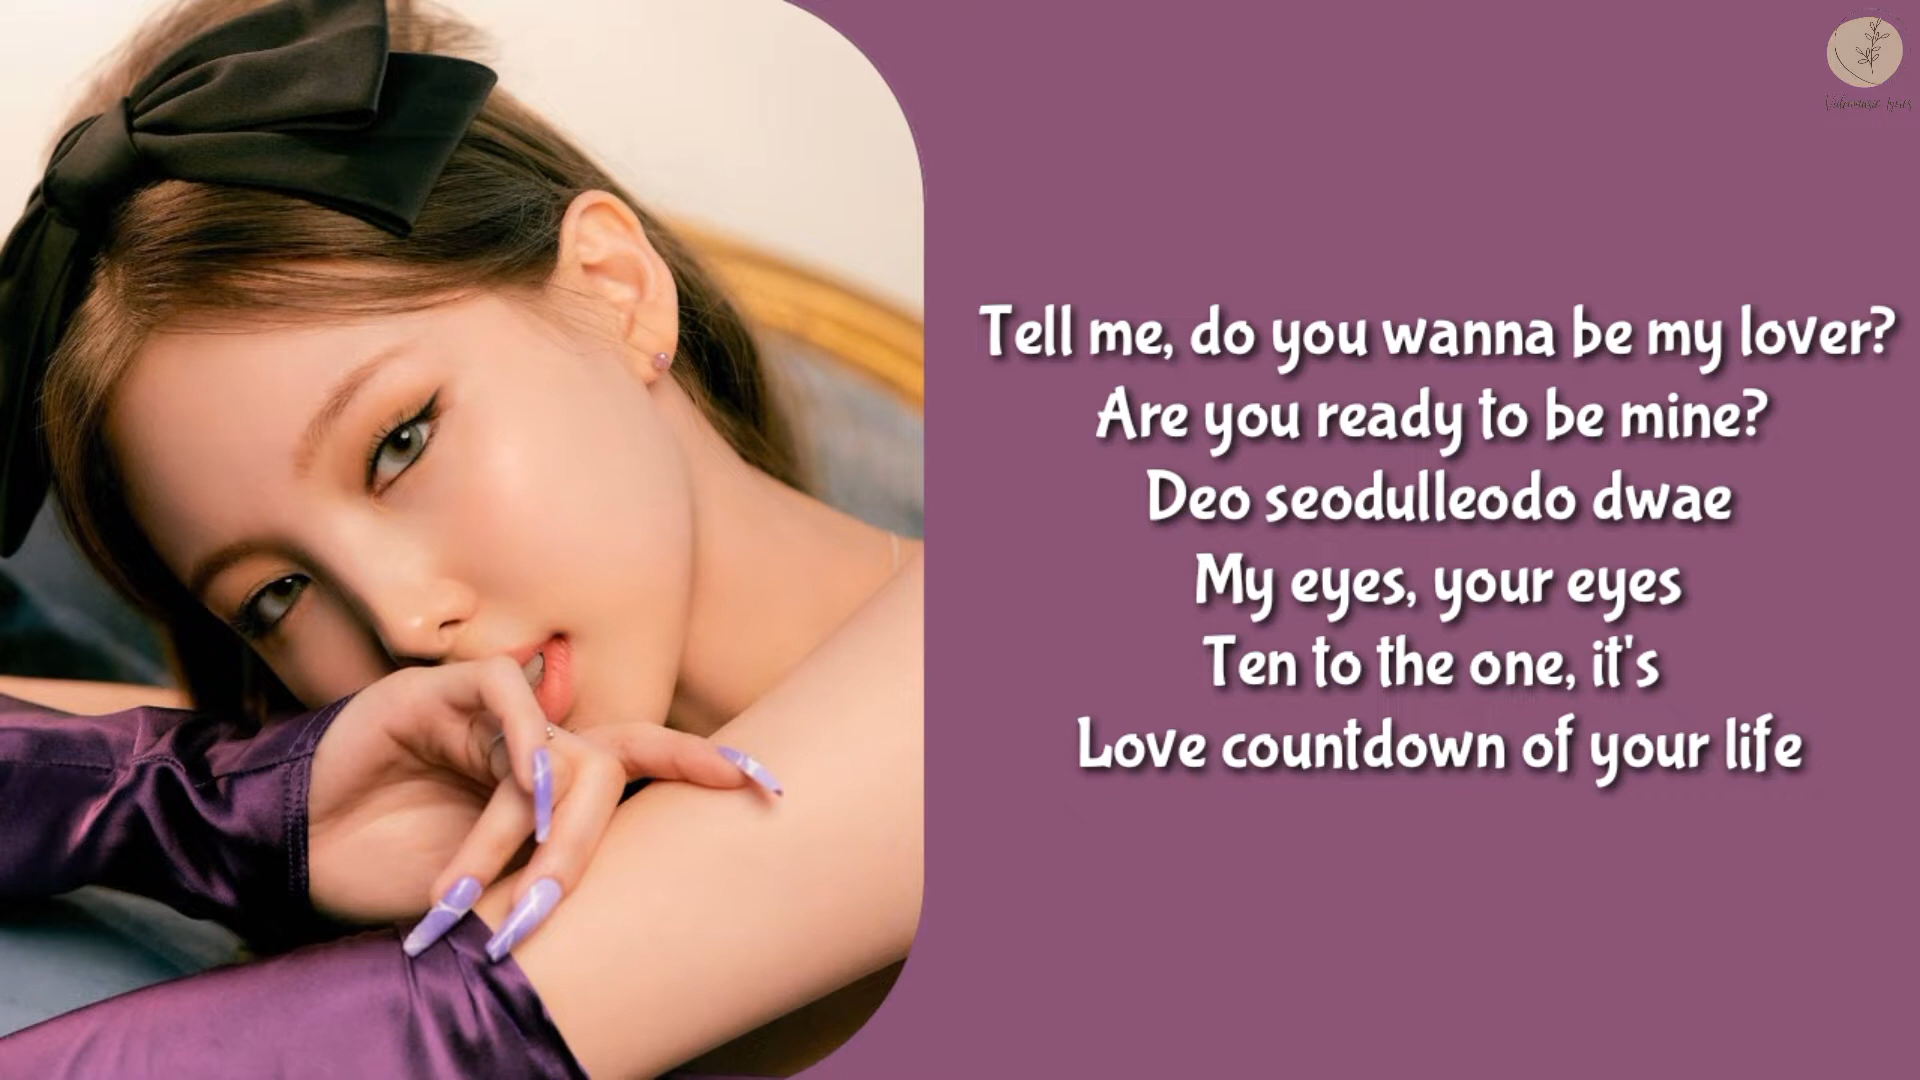 Tell me, do you wanna be my lover?
Are you ready to be mine?
Deo seodulleodo dwae
My eyes, your eyes
Ten to the one, it's
Love countdown of your life